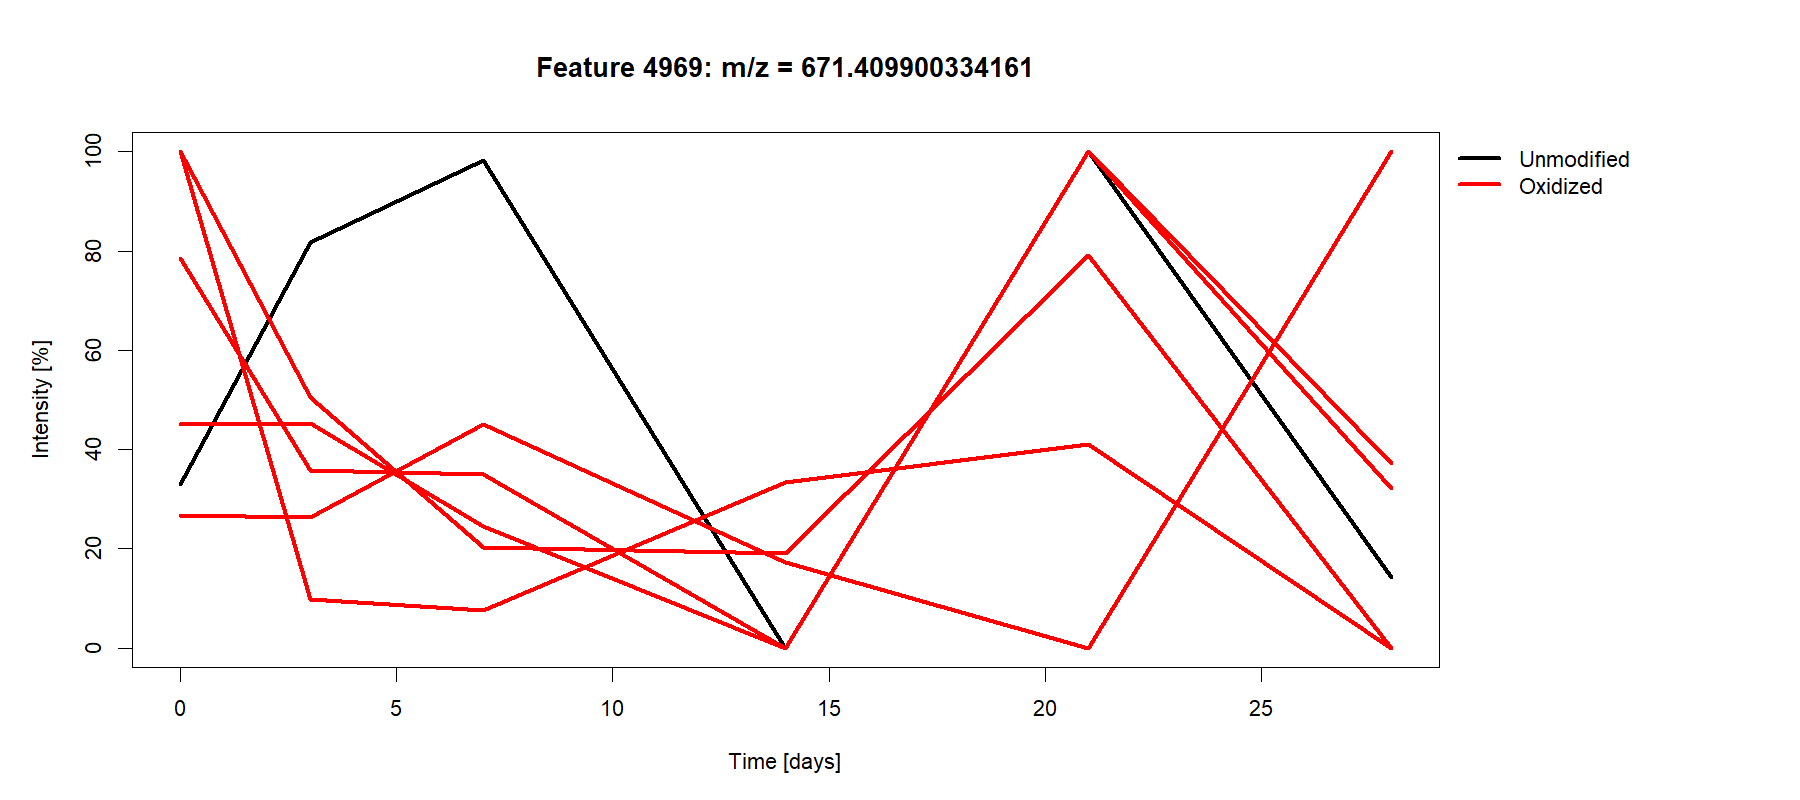 Feature 4969: m/z = 671.409900334161
Unmodified
Oxidized
100
80
60
40
20
0
Intensity [%]
0 5 10 15 20 25
Time [days]